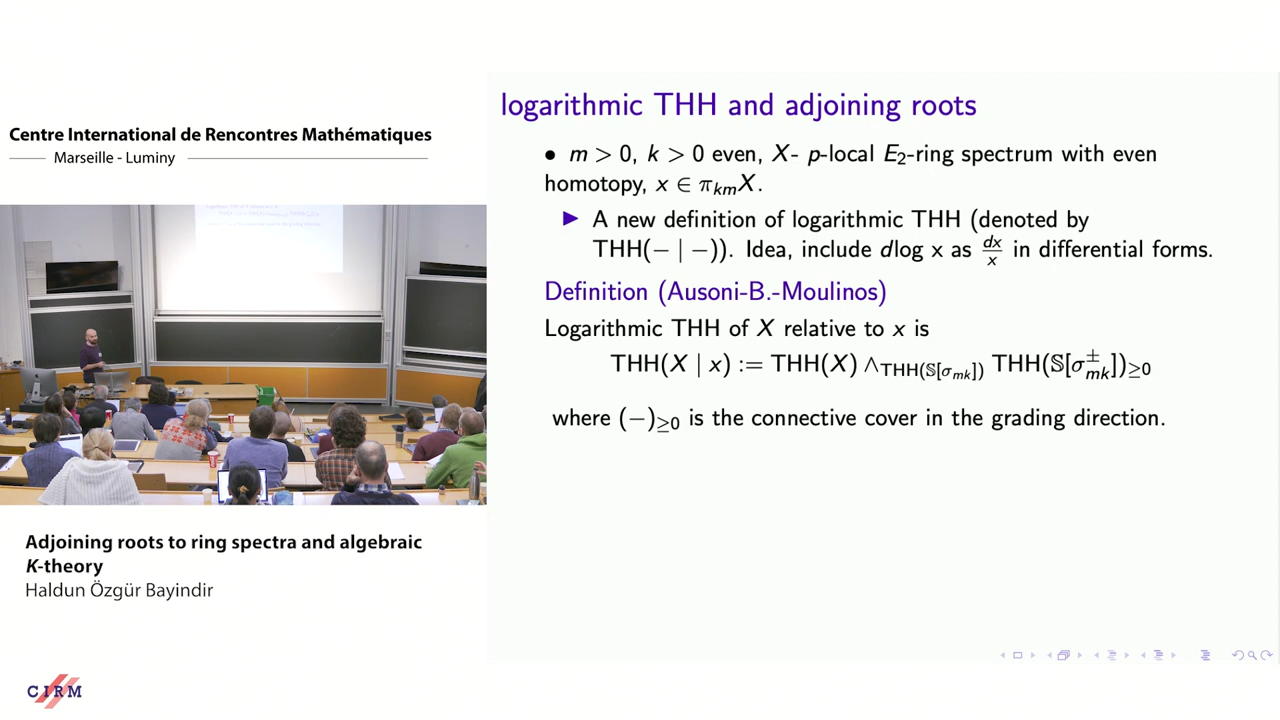 Centre International de Rencontres Mathématiques
Marseille - Luminy
Adjoining roots to ring spectra and algebraic
K-theory
Haldun Özgür Bayindir
CIRM
logarithmic THH and adjoining roots
• m > 0, k > 0 even, X- p-local E₂-ring spectrum with even
homotopy, x ∈ π_{km}X.
▶ A new definition of logarithmic THH (denoted by
THH(− | −)). Idea, include dlog x as dx/x in differential forms.
Definition (Ausoni-B.-Moulinos)
Logarithmic THH of X relative to x is
THH(X | x) := THH(X) ∧_{THH(𝕊[σ_{mk}])} THH(𝕊[σ^±_{mk}])_{≥0}
where (−)_{≥0} is the connective cover in the grading direction.